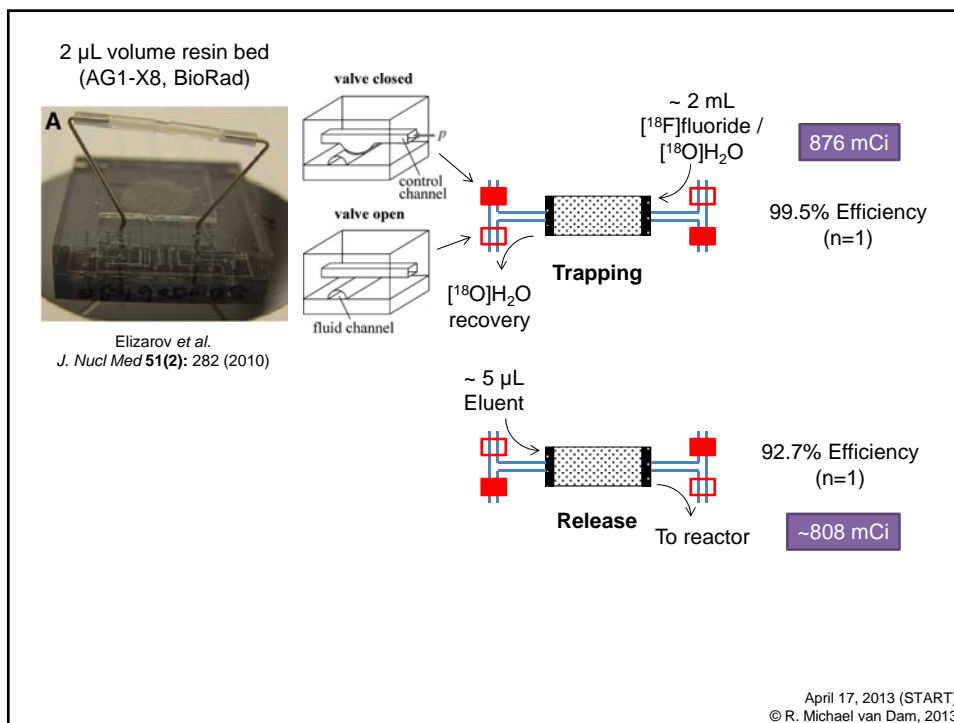 2 µL volume resin bed
(AG1-X8, BioRad)
A
valve closed
p
control
channel
valve open
fluid channel
Elizarov et al.
J. Nucl Med 51(2): 282 (2010)
~ 2 mL
[¹⁸F]fluoride /
[¹⁸O]H₂O
876 mCi
99.5% Efficiency
(n=1)
Trapping
[¹⁸O]H₂O
recovery
~ 5 µL
Eluent
92.7% Efficiency
(n=1)
Release
To reactor
~808 mCi
April 17, 2013 (START)
© R. Michael van Dam, 2013